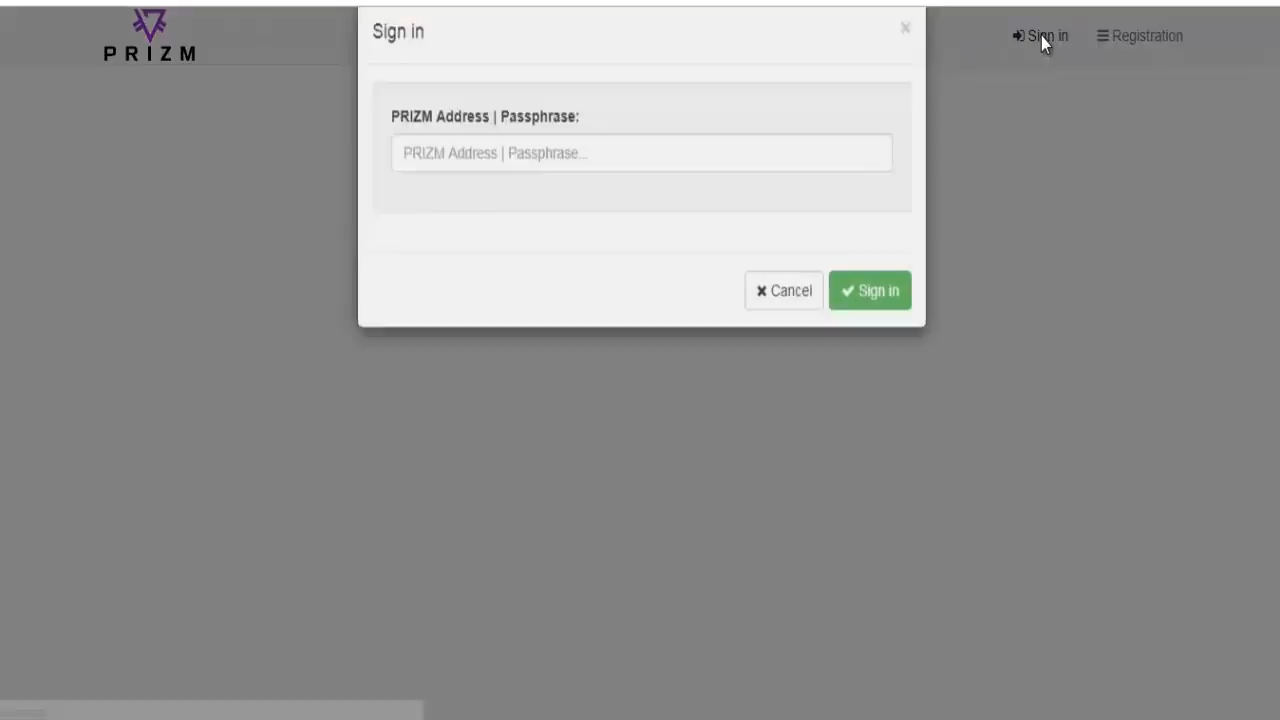 Sign in
×
PRIZM
Sign in
Registration
PRIZM Address | Passphrase:
PRIZM Address | Passphrase...
Cancel
Sign in